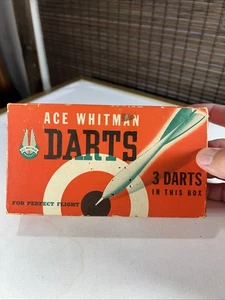 ACE WHITMAN
DARTS
3 DARTS
IN THIS BOX
FOR PERFECT FLIGHT